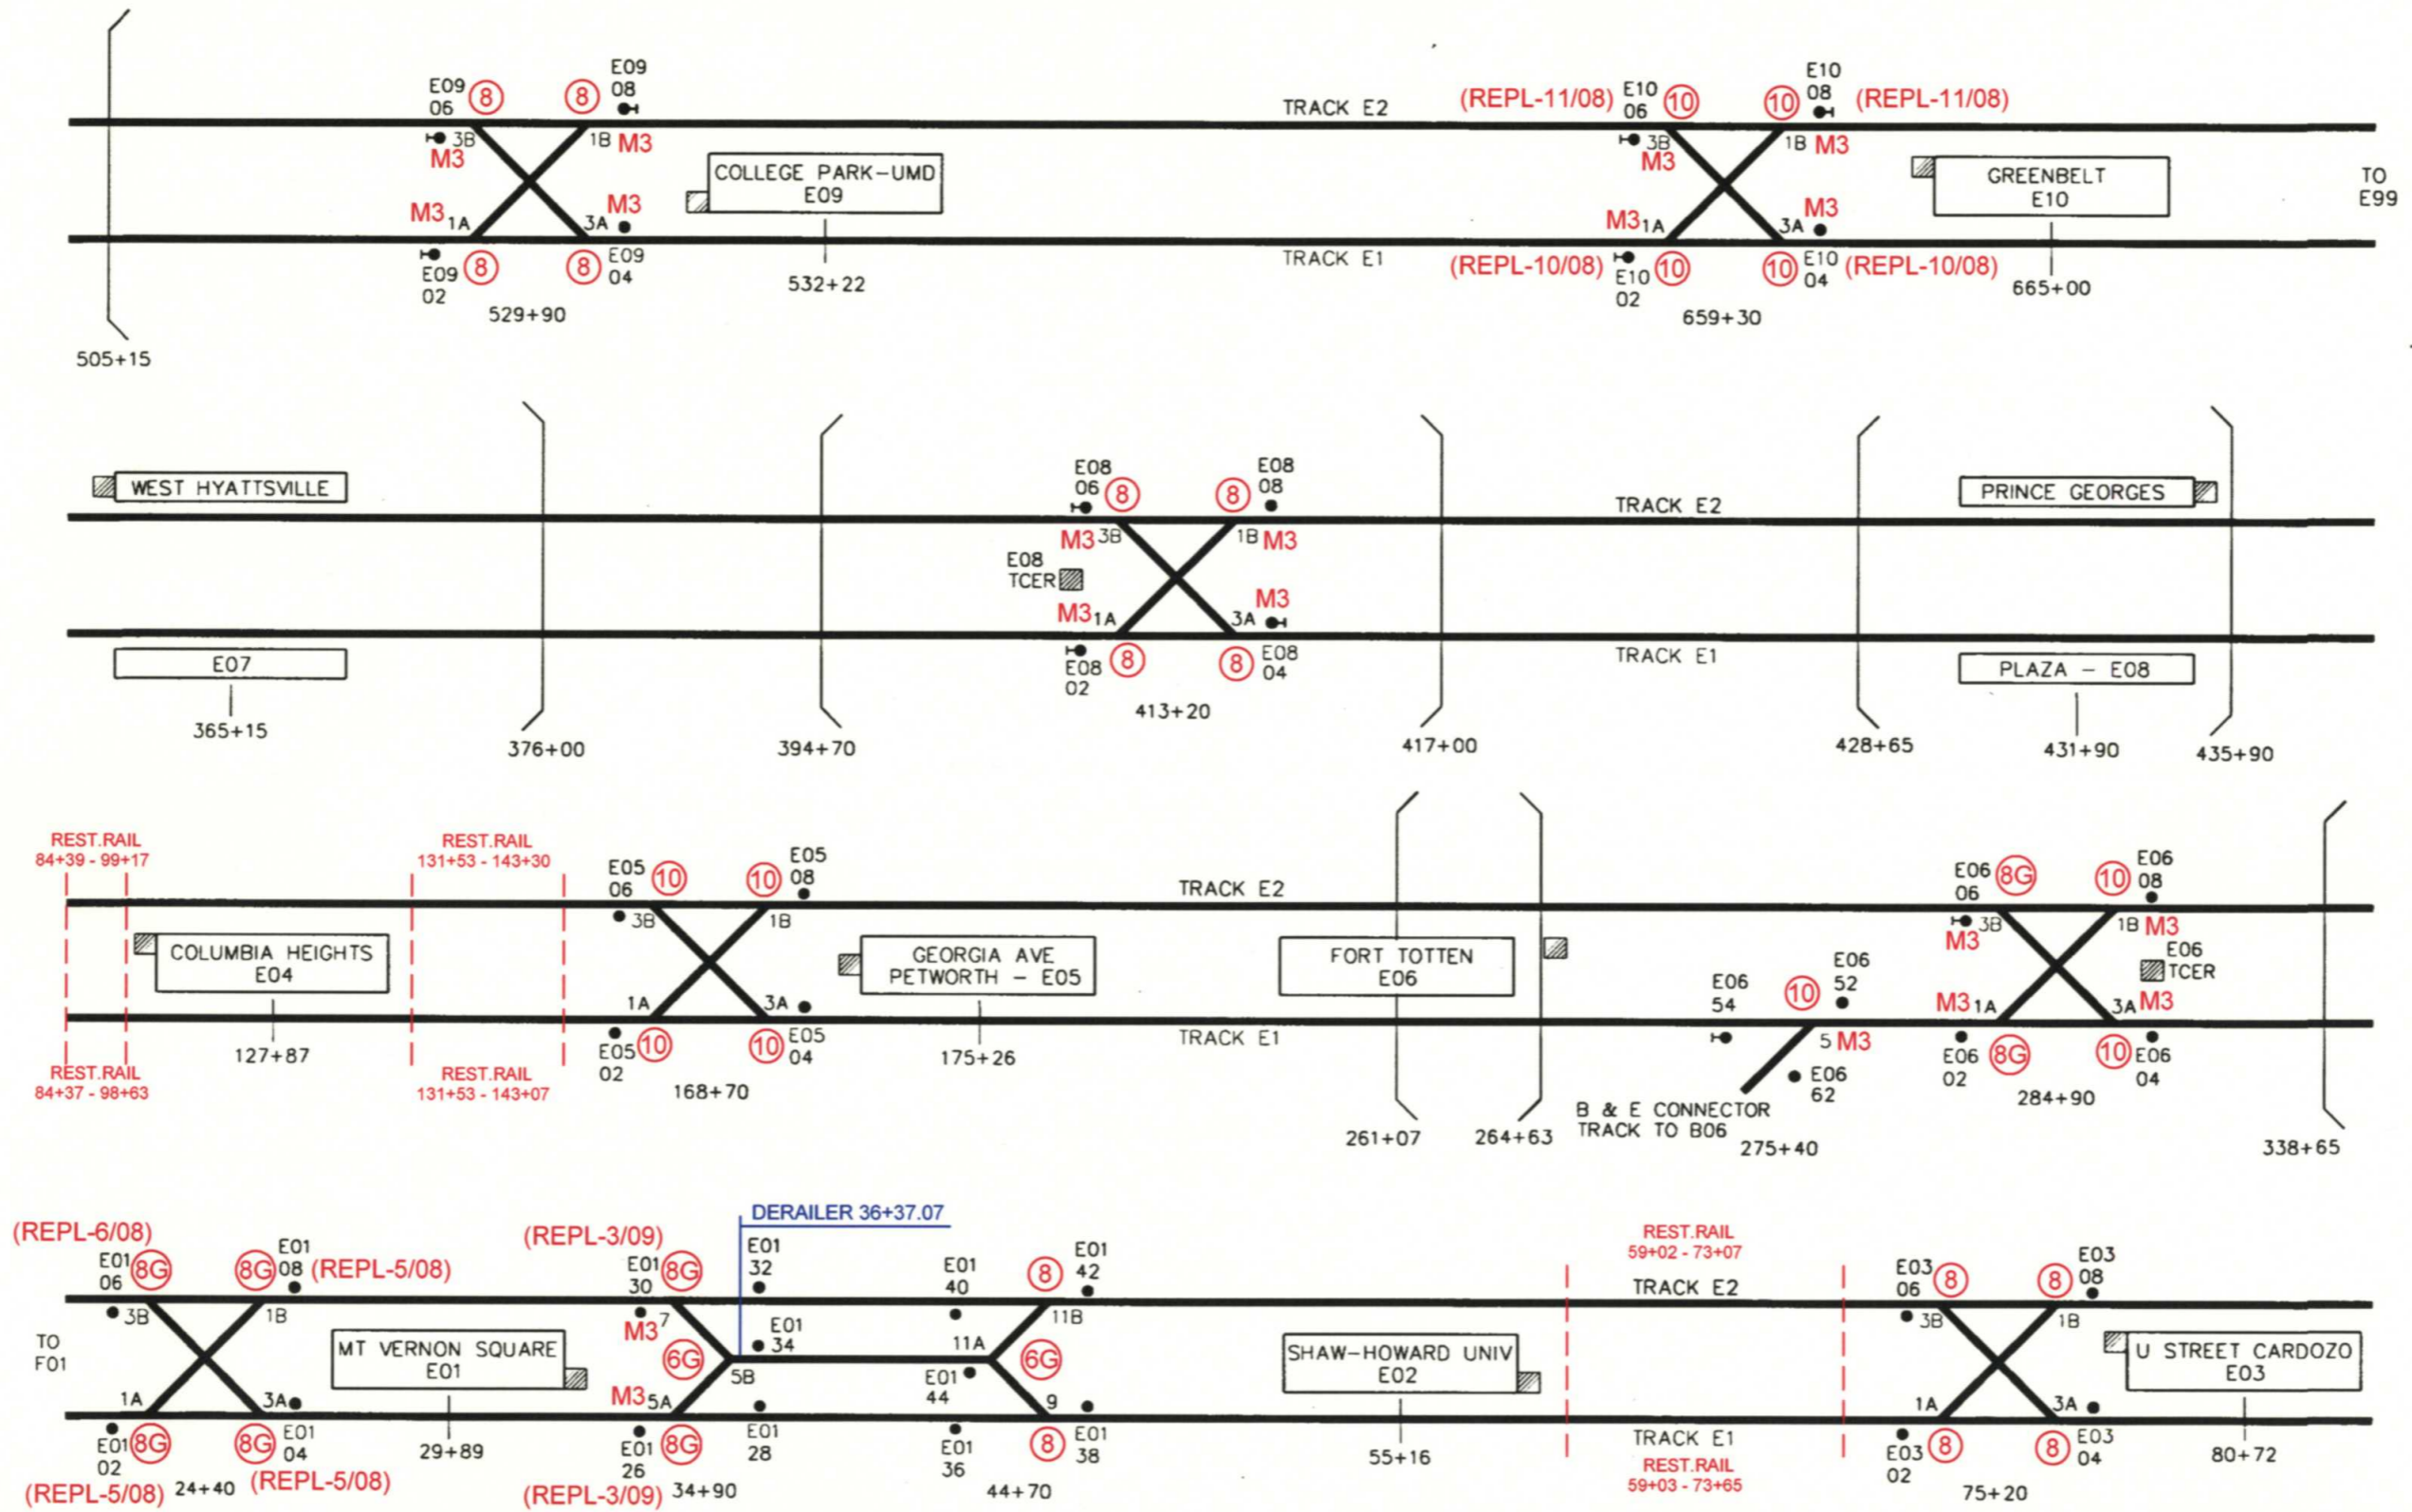 E09
06
8
8
E09
08
3B
M3
1B M3
M3 1A
M3
3A
E09
02
8
8
E09
04
529+90
505+15
COLLEGE PARK-UMD
E09
532+22
TRACK E2
TRACK E1
(REPL-11/08)
E10
06
10
10
E10
08
(REPL-11/08)
3B
M3
1B M3
M3 1A
M3
3A
(REPL-10/08)
E10
02
10
10
E10
04
(REPL-10/08)
659+30
GREENBELT
E10
665+00
TO
E99
WEST HYATTSVILLE
E07
365+15
376+00
394+70
E08
06
8
8
E08
08
M3 3B
1B M3
E08
TCER
M3 1A
M3
3A
E08
02
8
8
E08
04
413+20
417+00
TRACK E2
TRACK E1
428+65
PRINCE GEORGES
PLAZA - E08
431+90
435+90
REST.RAIL
84+39 - 99+17
REST.RAIL
84+37 - 98+63
COLUMBIA HEIGHTS
E04
127+87
REST.RAIL
131+53 - 143+30
REST.RAIL
131+53 - 143+07
E05
06
10
10
E05
08
3B
1B
1A
3A
E05
02
10
10
E05
04
168+70
GEORGIA AVE
PETWORTH - E05
175+26
TRACK E2
TRACK E1
FORT TOTTEN
E06
261+07
264+63
E06
54
10
E06
52
5 M3
E06
62
B & E CONNECTOR
TRACK TO B06
275+40
E06
06
8G
10
E06
08
3B
M3
1B M3
E06
TCER
M3 1A
3A M3
E06
02
8G
10
E06
04
284+90
338+65
(REPL-6/08)
E01
06
8G
8G
E01
08
(REPL-5/08)
3B
1B
TO
F01
1A
3A
E01
02
8G
8G
E01
04
(REPL-5/08)
24+40
(REPL-5/08)
MT VERNON SQUARE
E01
29+89
DERAILER 36+37.07
(REPL-3/09)
E01
30
8G
E01
32
M3 7
E01
34
6G
5B
M3 5A
E01
26
8G
E01
28
(REPL-3/09)
34+90
E01
40
8
E01
42
11A
11B
6G
E01
44
9
E01
36
8
E01
38
44+70
SHAW-HOWARD UNIV
E02
55+16
REST.RAIL
59+02 - 73+07
TRACK E2
TRACK E1
REST.RAIL
59+03 - 73+65
E03
06
8
8
E03
08
3B
1B
1A
3A
E03
02
8
8
E03
04
75+20
U STREET CARDOZO
E03
80+72